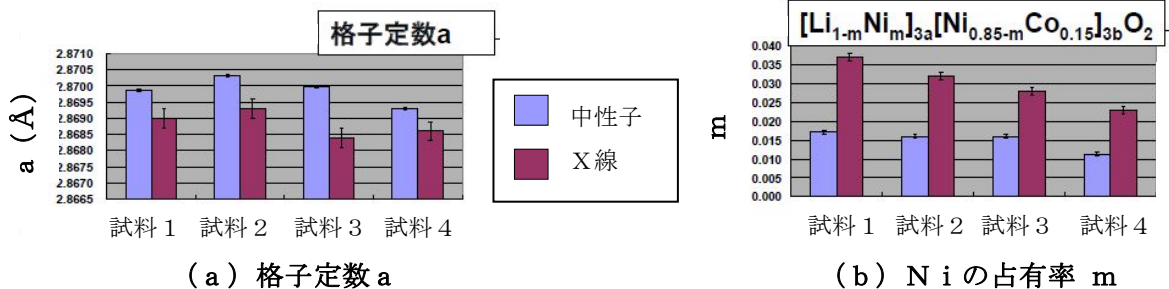 格子定数a
2.8710
2.8705
2.8700
2.8695
2.8690
2.8685
2.8680
2.8675
2.8670
2.8665
a (Å)
試料1 試料2 試料3 試料4
(a) 格子定数a
中性子
X線
[Li1-mNim]3a[Ni0.85-mCo0.15]3bO2
0.040
0.035
0.030
0.025
0.020
0.015
0.010
0.005
0.000
m
試料1 試料2 試料3 試料4
(b) Niの占有率 m